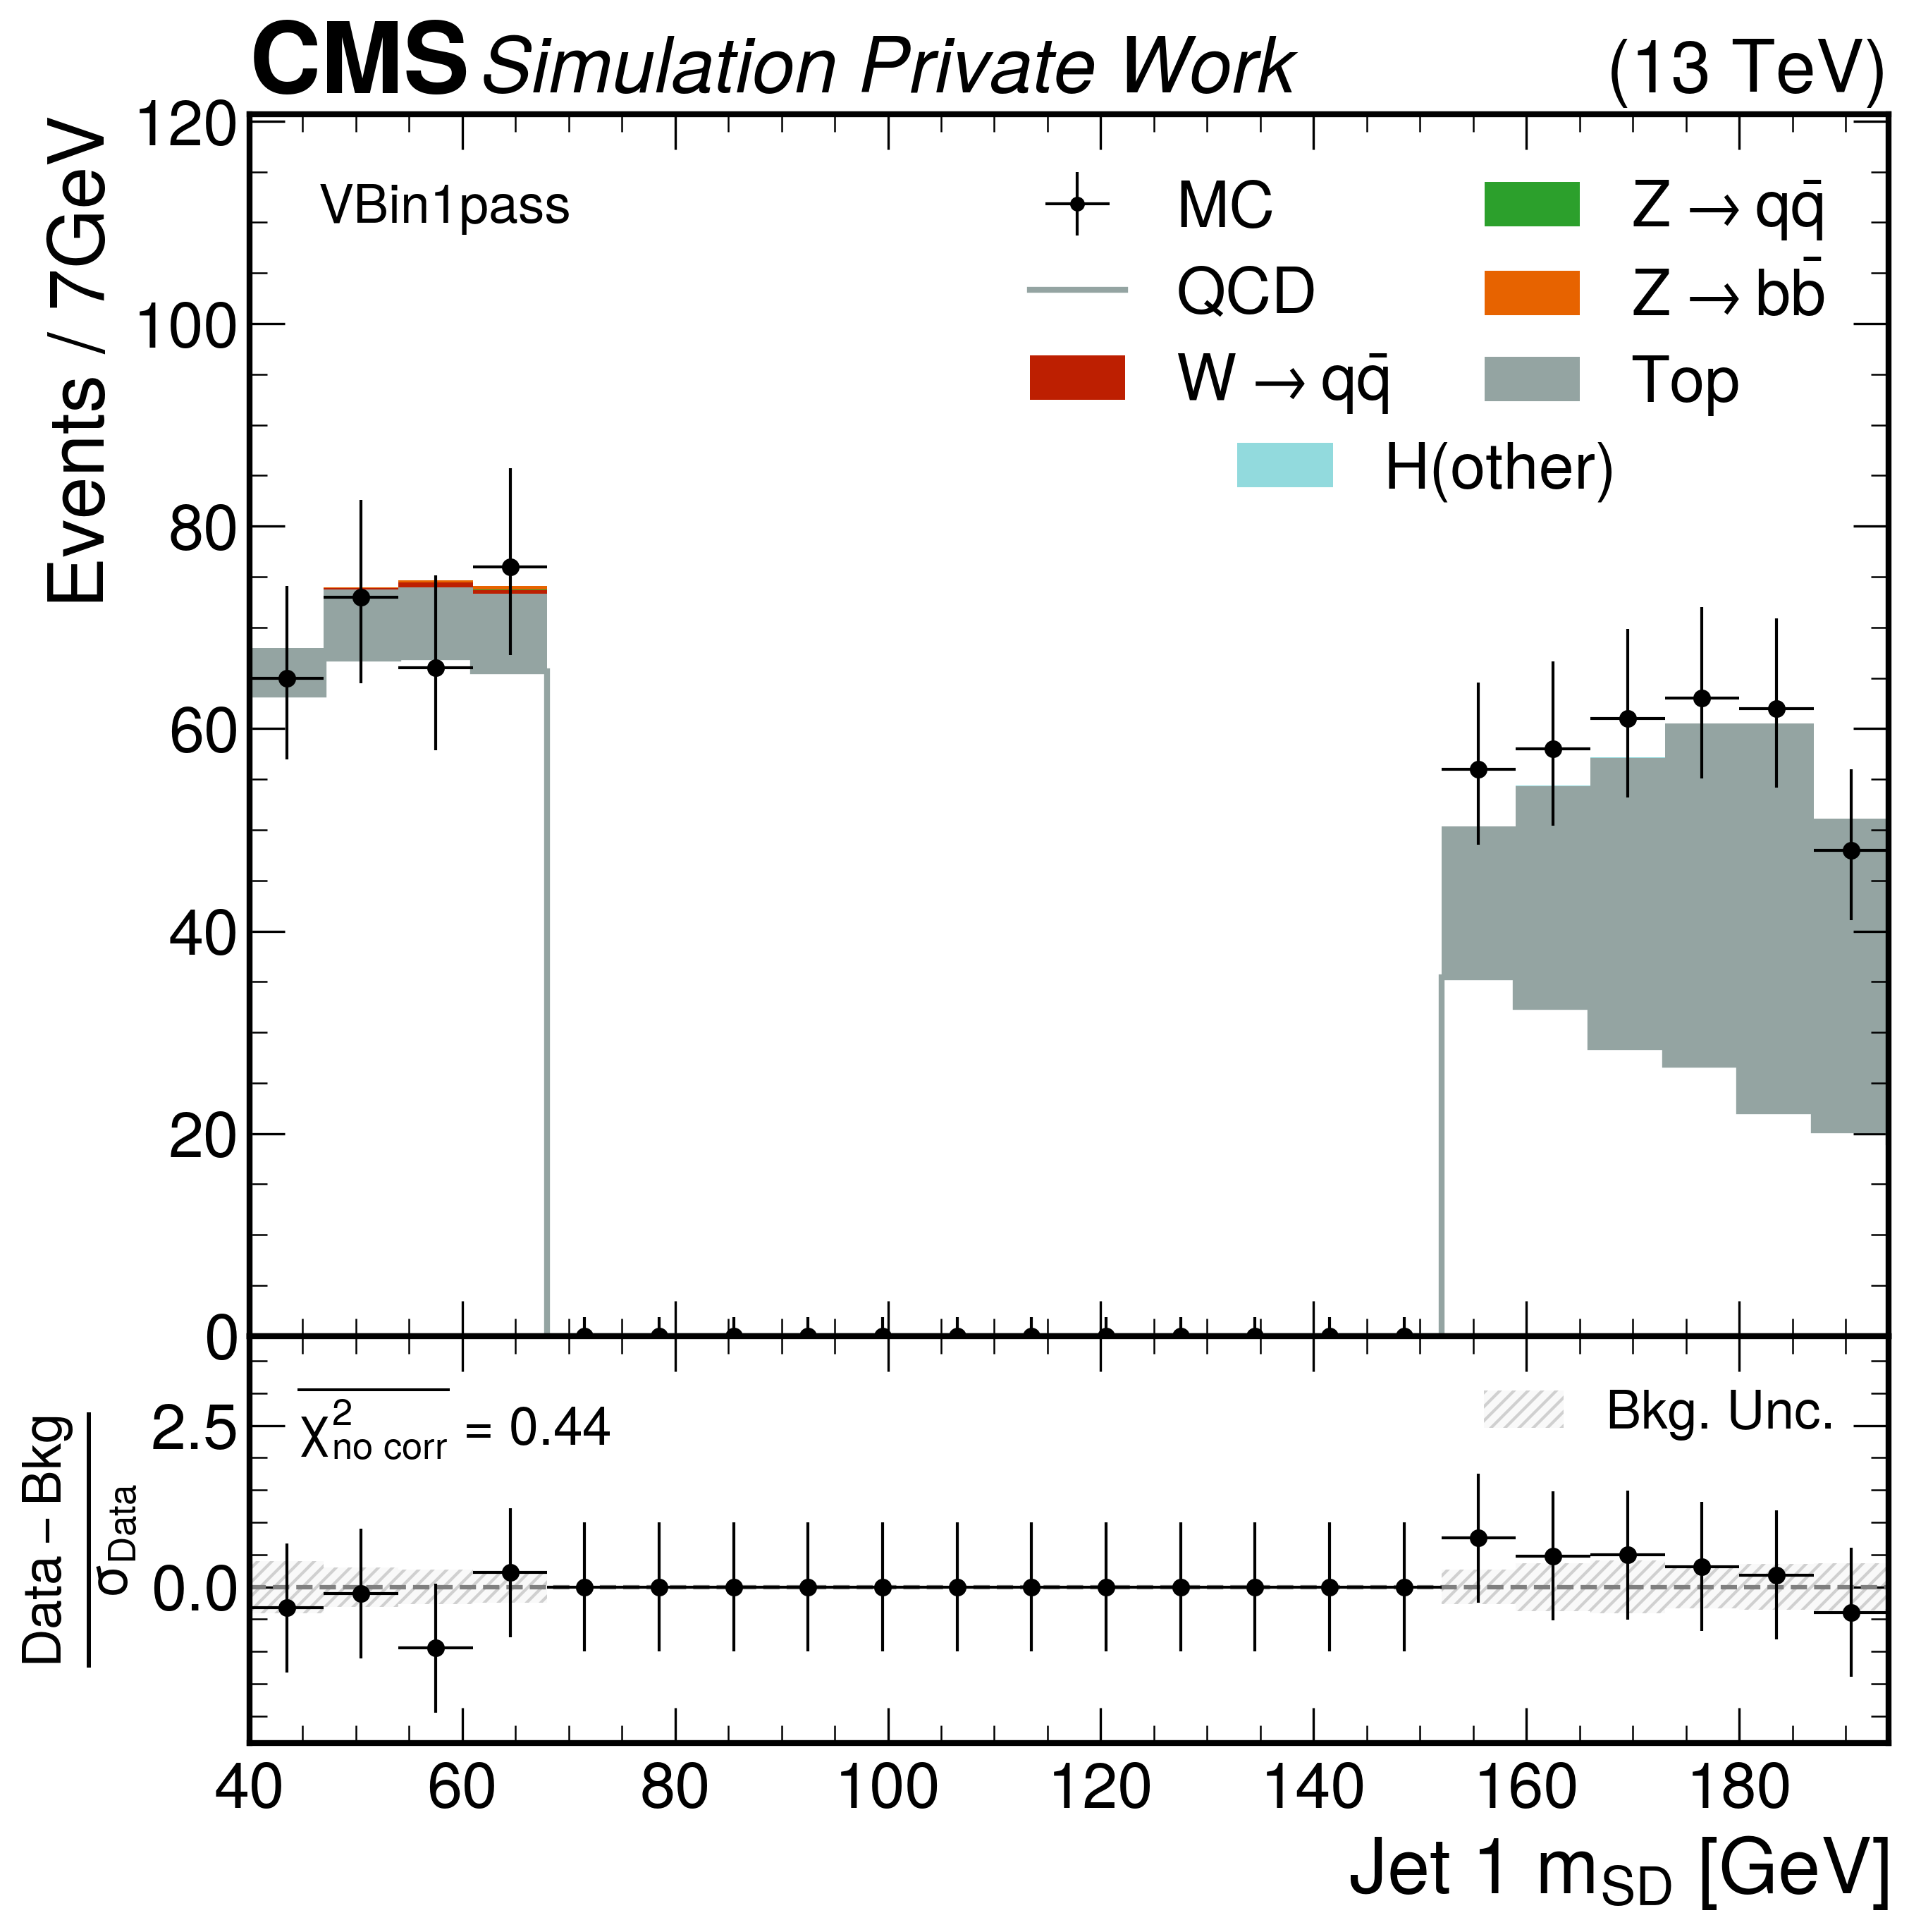 CMS Simulation Private Work (13 TeV)
Events / 7GeV
120
100
80
60
40
20
0
VBin1pass
MC
QCD
W → qq̄
Z → qq̄
Z → bb̄
Top
H(other)
Data − Bkg
σData
2.5
0.0
χ²no corr = 0.44
Bkg. Unc.
40 60 80 100 120 140 160 180
Jet 1 mSD [GeV]